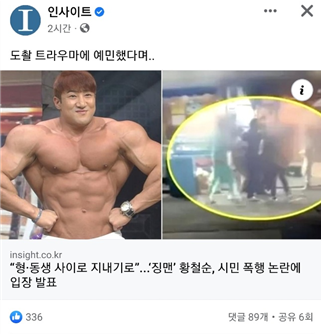 인사이트
2시간
도촬 트라우마에 예민했다며..
insight.co.kr
“형·동생 사이로 지내기로”...‘징맨’ 황철순, 시민 폭행 논란에
입장 발표
336
댓글 89개 • 공유 6회